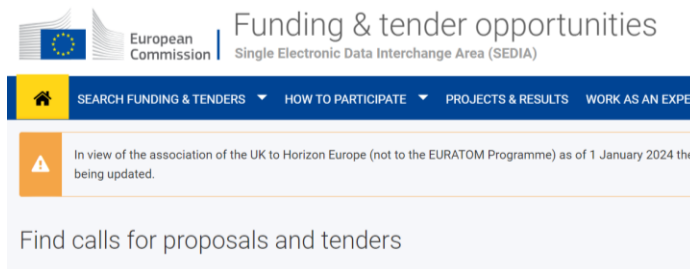 European
Commission
Funding & tender opportunities
Single Electronic Data Interchange Area (SEDIA)
SEARCH FUNDING & TENDERS HOW TO PARTICIPATE PROJECTS & RESULTS WORK AS AN EXPE
In view of the association of the UK to Horizon Europe (not to the EURATOM Programme) as of 1 January 2024 the
being updated.
Find calls for proposals and tenders